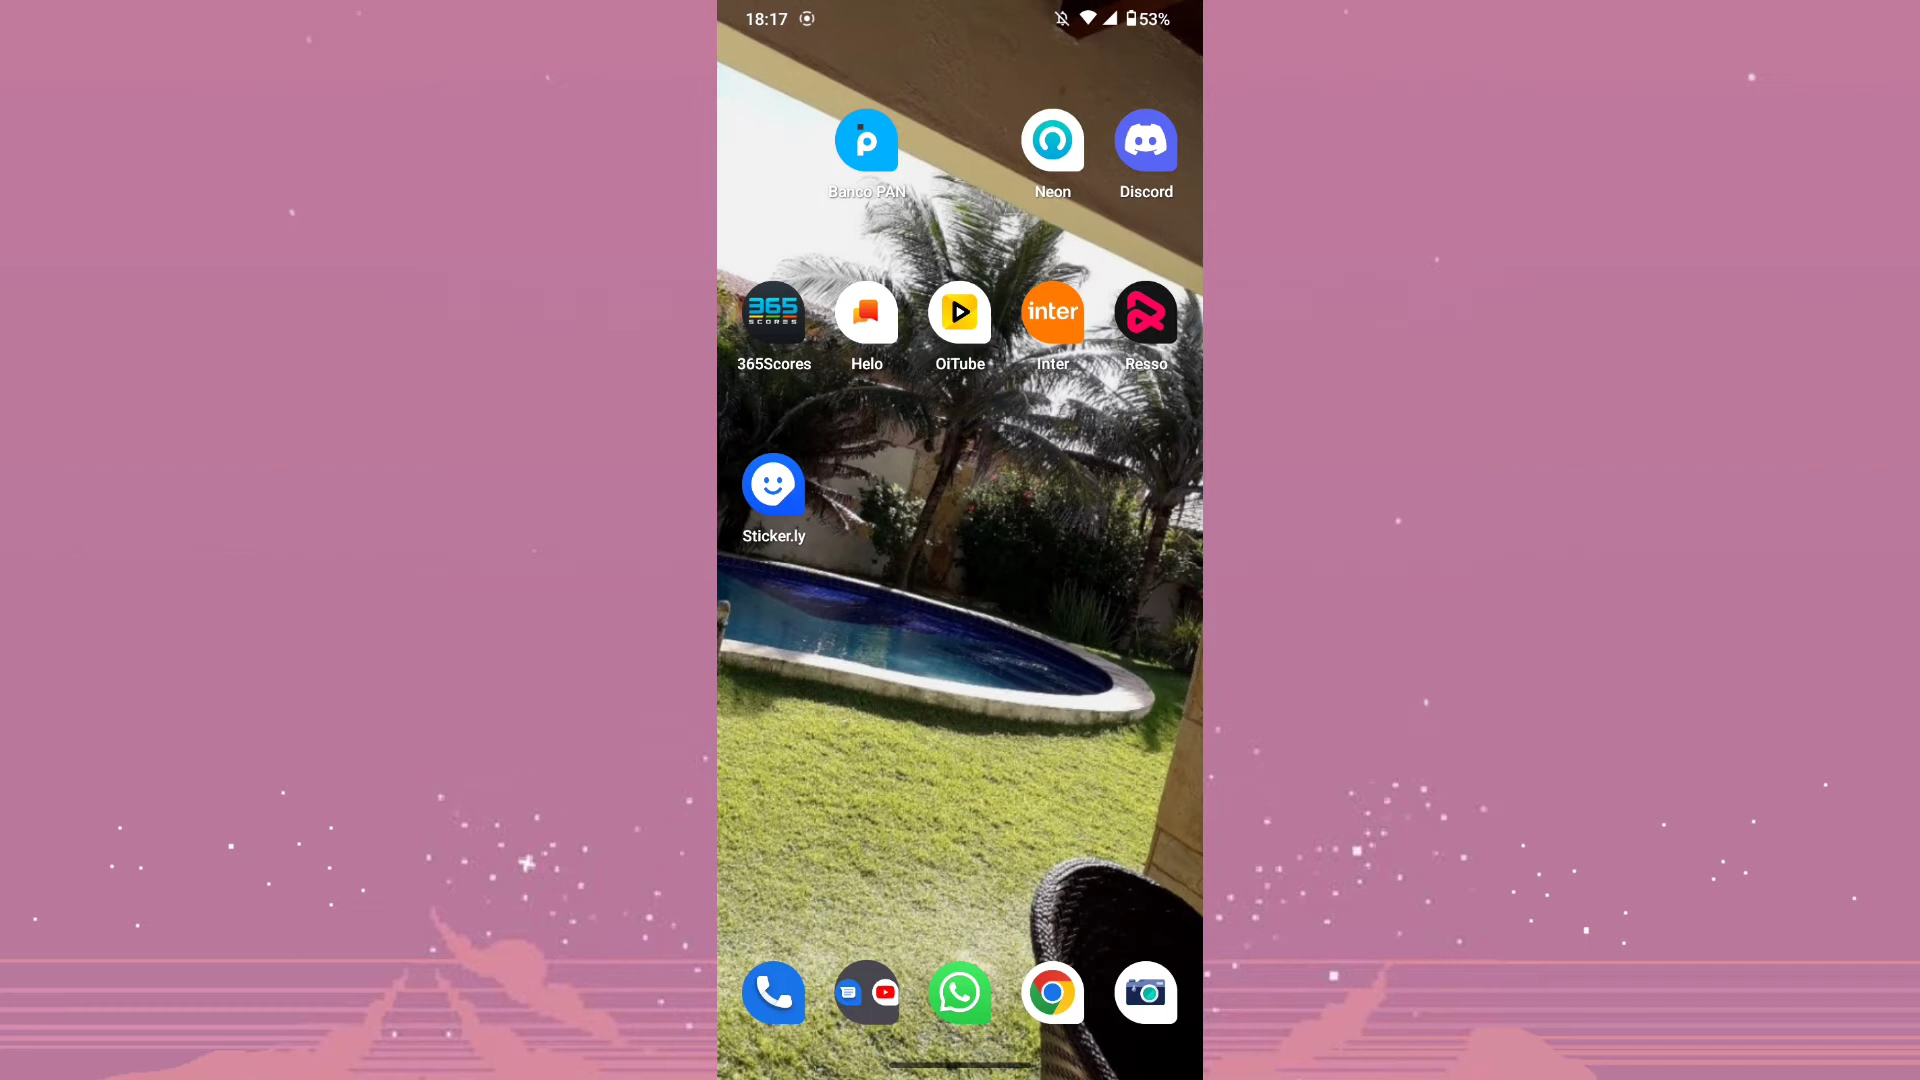 18:17
53%
Banco PAN
Neon
Discord
365 SCORES
inter
365Scores
Helo
OiTube
Inter
Resso
Sticker.ly